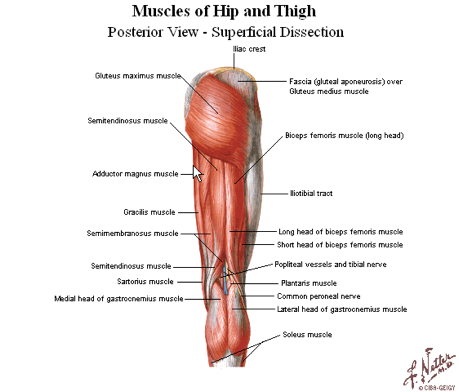 Muscles of Hip and Thigh
Posterior View - Superficial Dissection
Iliac crest
Gluteus maximus muscle
Fascia (gluteal aponeurosis) over
Gluteus medius muscle
Semitendinosus muscle
Biceps femoris muscle (long head)
Adductor magnus muscle
Iliotibial tract
Gracilis muscle
Semimembranosus muscle
Long head of biceps femoris muscle
Short head of biceps femoris muscle
Semitendinosus muscle
Popliteal vessels and tibial nerve
Sartorius muscle
Plantaris muscle
Medial head of gastrocnemius muscle
Common peroneal nerve
Lateral head of gastrocnemius muscle
Soleus muscle
F. Netter
M.D.
© CIBA-GEIGY